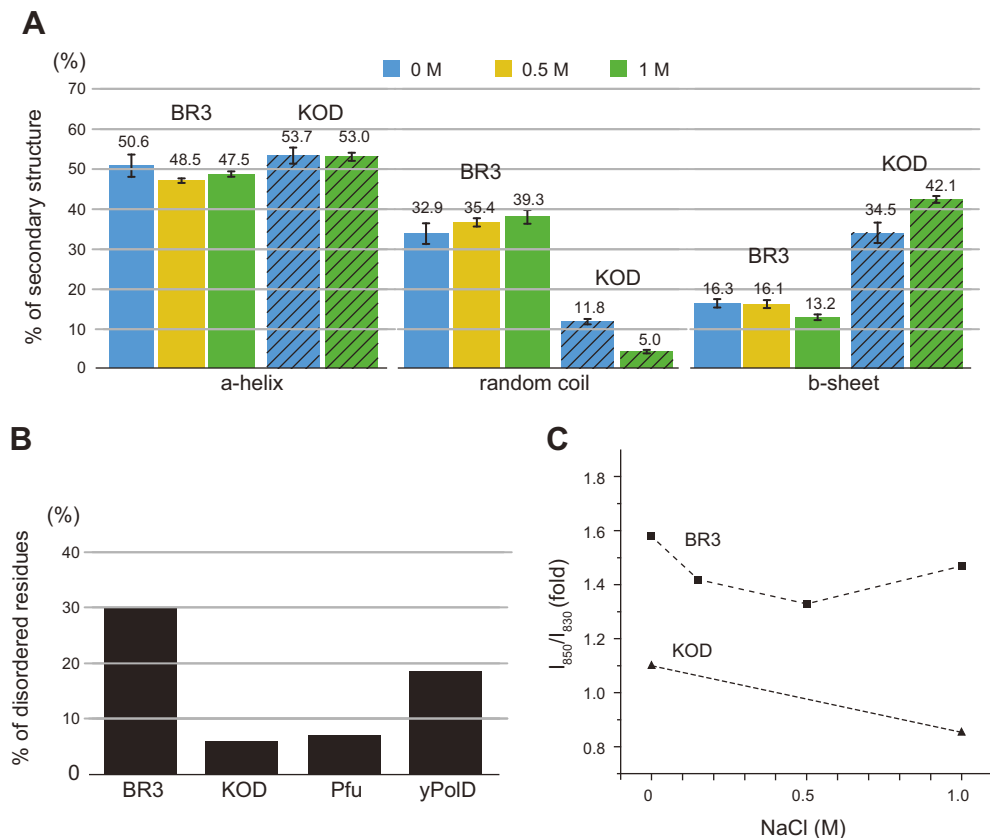 A
(%)
0 M 0.5 M 1 M
70
60
50
40
30
20
10
0
% of secondary structure
BR3 KOD
50.6 48.5 47.5 53.7 53.0
BR3
32.9 35.4 39.3
KOD
11.8 5.0
BR3
16.3 16.1 13.2
KOD
34.5 42.1
a-helix random coil b-sheet
B
(%)
40
30
20
10
0
% of disordered residues
BR3 KOD Pfu yPolD
C
1.8
1.6
1.4
1.2
1.0
0.8
I850/I830 (fold)
BR3
KOD
0 0.5 1.0
NaCl (M)